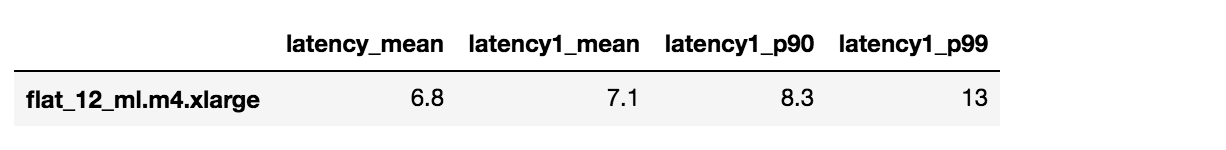 latency_mean latency1_mean latency1_p90 latency1_p99
flat_12_ml.m4.xlarge 6.8 7.1 8.3 13